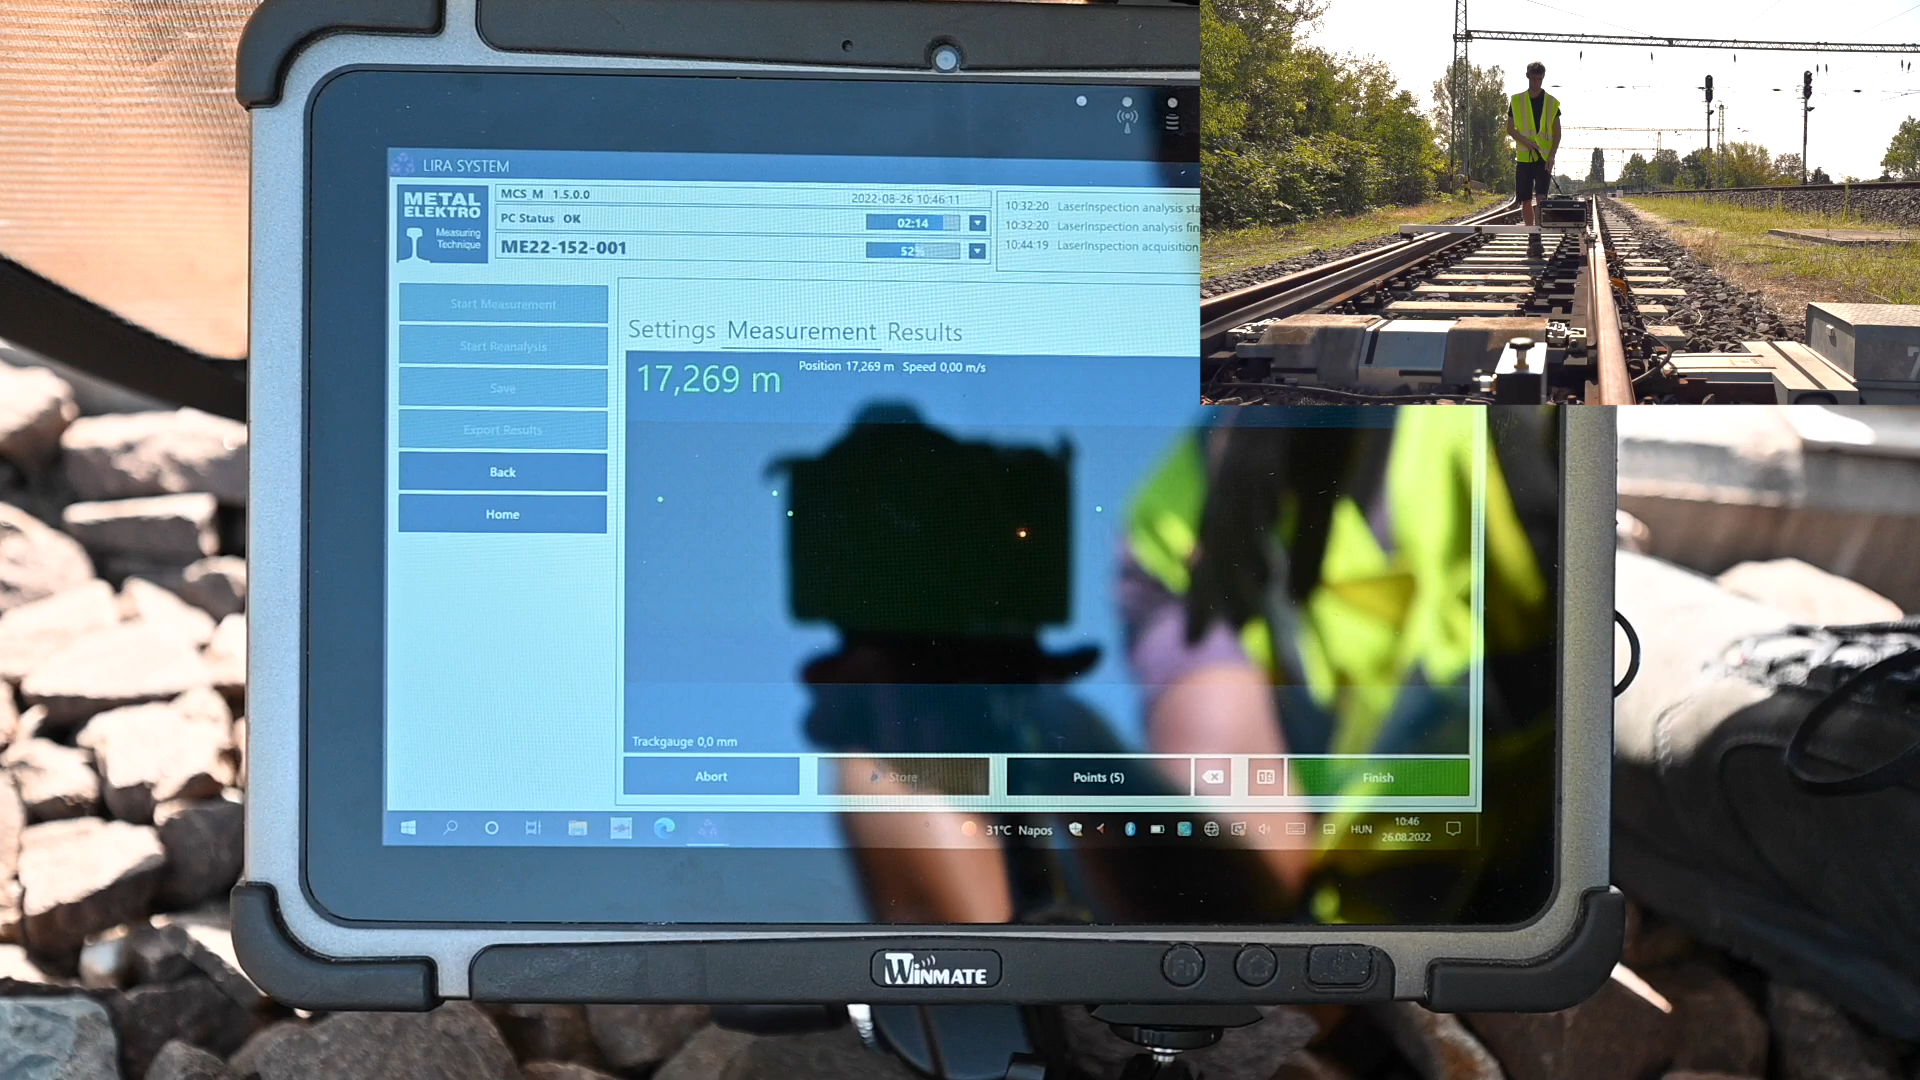 LIRA SYSTEM
METAL ELEKTRO
Measuring Technique
MCS_M 1.5.0.0
2022-08-26 10:46:11
PC Status OK
02:14
ME22-152-001
52%
10:32:20 LaserInspection analysis sta
10:32:20 LaserInspection analysis fin
10:44:19 LaserInspection acquisition
Start Measurement
Start Reanalysis
Save
Export Results
Back
Home
Settings Measurement Results
17,269 m
Position 17,269 m Speed 0,00 m/s
Trackgauge 0,0 mm
Abort
Store
Points (5)
Finish
31°C Napos
HUN
10:46
26.08.2022
WINMATE
Fn